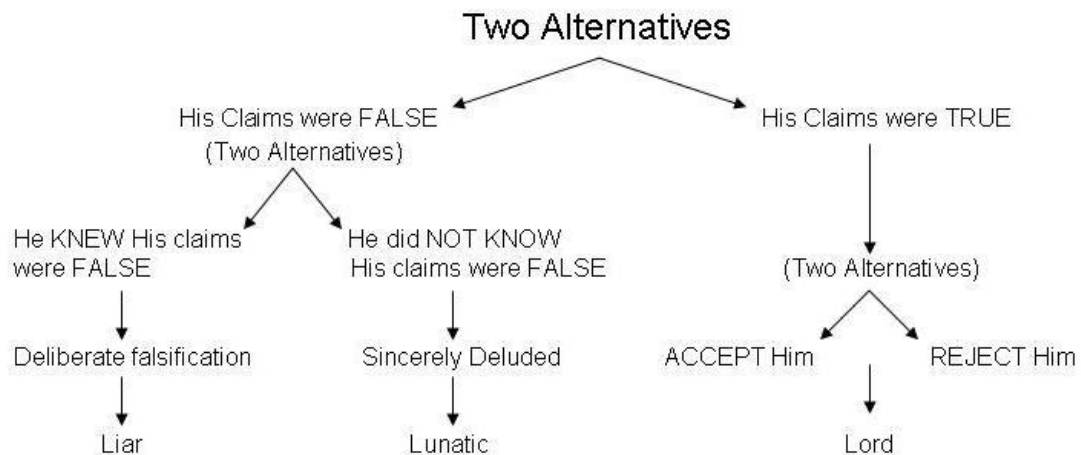 Two Alternatives
His Claims were FALSE
(Two Alternatives)
His Claims were TRUE
He KNEW His claims
were FALSE
He did NOT KNOW
His claims were FALSE
(Two Alternatives)
Deliberate falsification
Sincerely Deluded
ACCEPT Him
REJECT Him
Liar
Lunatic
Lord